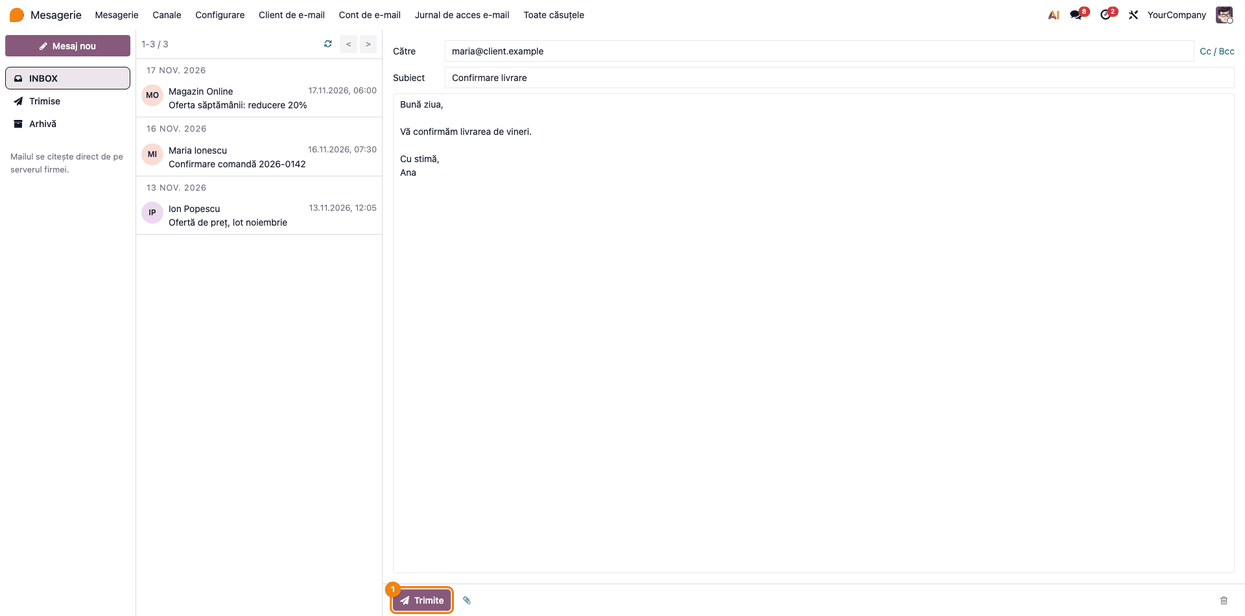 Mesagerie Mesagerie Canale Configurare Client de e-mail Cont de e-mail Jurnal de acces e-mail Toate căsuțele AI 8 2 YourCompany
Mesaj nou
INBOX
Trimise
Arhivă
Mailul se citește direct de pe
serverul firmei.
1-3 / 3 < >
17 NOV. 2026
MO Magazin Online 17.11.2026, 06:00
Oferta săptămânii: reducere 20%
16 NOV. 2026
MI Maria Ionescu 16.11.2026, 07:30
Confirmare comandă 2026-0142
13 NOV. 2026
IP Ion Popescu 13.11.2026, 12:05
Ofertă de preț, lot noiembrie
Către maria@client.example Cc / Bcc
Subiect Confirmare livrare
Bună ziua,
Vă confirmăm livrarea de vineri.
Cu stimă,
Ana
1
Trimite